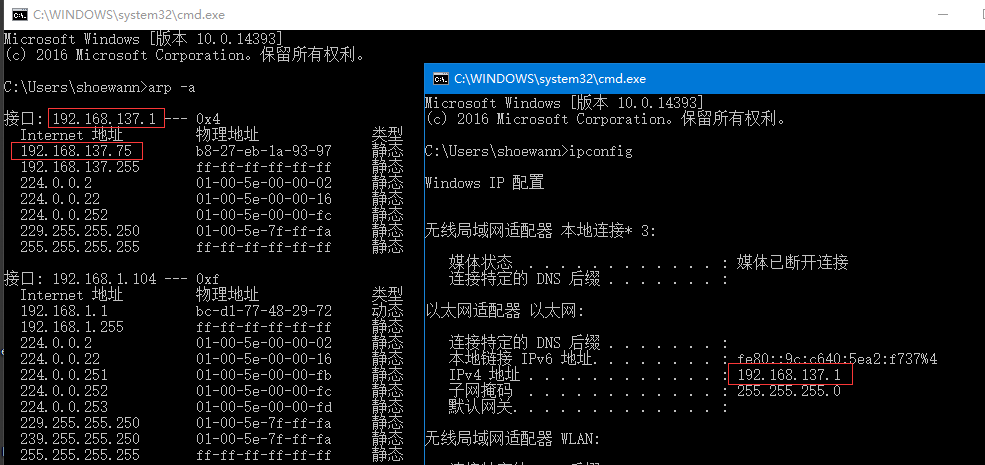 C:\WINDOWS\system32\cmd.exe
Microsoft Windows [版本 10.0.14393]
(c) 2016 Microsoft Corporation。保留所有权利。
C:\Users\shoewann>arp -a
接口: 192.168.137.1 --- 0x4
Internet 地址 物理地址 类型
192.168.137.75 b8-27-eb-1a-93-97 静态
192.168.137.255 ff-ff-ff-ff-ff-ff 静态
224.0.0.2 01-00-5e-00-00-02 静态
224.0.0.22 01-00-5e-00-00-16 静态
224.0.0.252 01-00-5e-00-00-fc 静态
229.255.255.250 01-00-5e-7f-ff-fa 静态
255.255.255.255 ff-ff-ff-ff-ff-ff 静态
接口: 192.168.1.104 --- 0xf
Internet 地址 物理地址 类型
192.168.1.1 bc-d1-77-48-29-72 动态
192.168.1.255 ff-ff-ff-ff-ff-ff 静态
224.0.0.2 01-00-5e-00-00-02 静态
224.0.0.22 01-00-5e-00-00-16 静态
224.0.0.251 01-00-5e-00-00-fb 静态
224.0.0.252 01-00-5e-00-00-fc 静态
224.0.0.253 01-00-5e-00-00-fd 静态
229.255.255.250 01-00-5e-7f-ff-fa 静态
239.255.255.250 01-00-5e-7f-ff-fa 静态
255.255.255.255 ff-ff-ff-ff-ff-ff 静态
C:\WINDOWS\system32\cmd.exe
Microsoft Windows [版本 10.0.14393]
(c) 2016 Microsoft Corporation。保留所有权利。
C:\Users\shoewann>ipconfig
Windows IP 配置
无线局域网适配器 本地连接* 3:
媒体状态 . . . . . . . . . . . . : 媒体已断开连接
连接特定的 DNS 后缀 . . . . . . . :
以太网适配器 以太网:
连接特定的 DNS 后缀 . . . . . . . :
本地链接 IPv6 地址. . . . . . . . : fe80::9c:c640:5ea2:f737%4
IPv4 地址 . . . . . . . . . . . . : 192.168.137.1
子网掩码 . . . . . . . . . . . . : 255.255.255.0
默认网关. . . . . . . . . . . . . :
无线局域网适配器 WLAN: